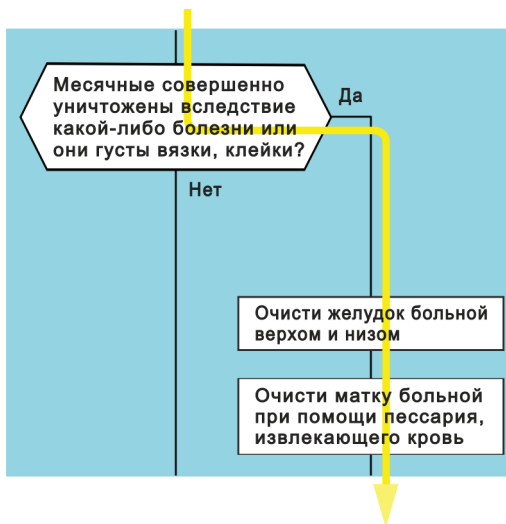 Месячные совершенно
уничтожены вследствие
какой-либо болезни или
они густы вязки, клейки?
Да
Нет
Очисти желудок больной
верхом и низом
Очисти матку больной
при помощи пессария,
извлекающего кровь